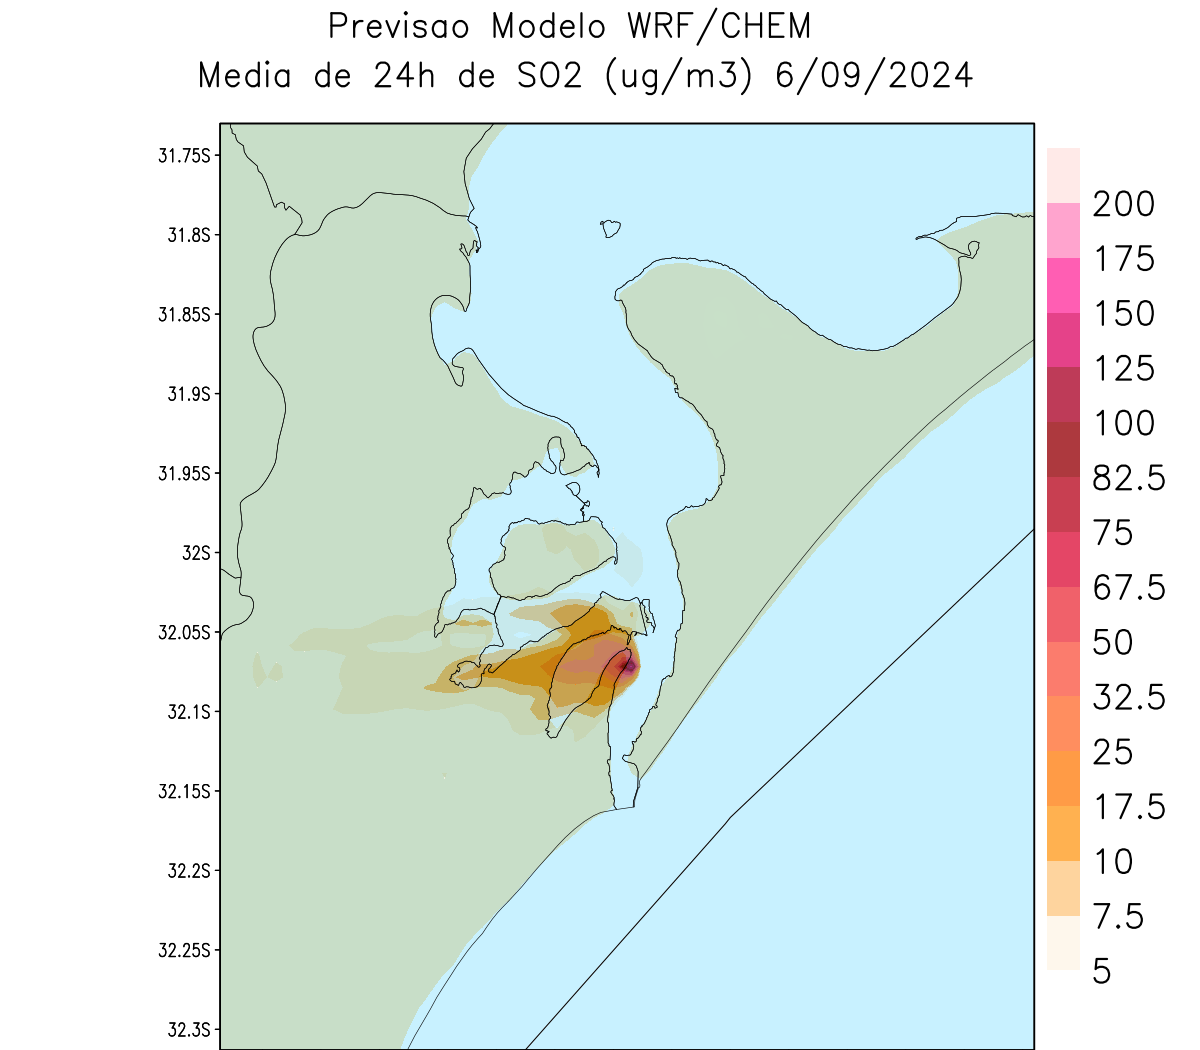 Previsao Modelo WRF/CHEM
Media de 24h de SO2 (ug/m3) 6/09/2024
31.75S
31.8S
31.85S
31.9S
31.95S
32S
32.05S
32.1S
32.15S
32.2S
32.25S
32.3S
200
175
150
125
100
82.5
75
67.5
50
32.5
25
17.5
10
7.5
5